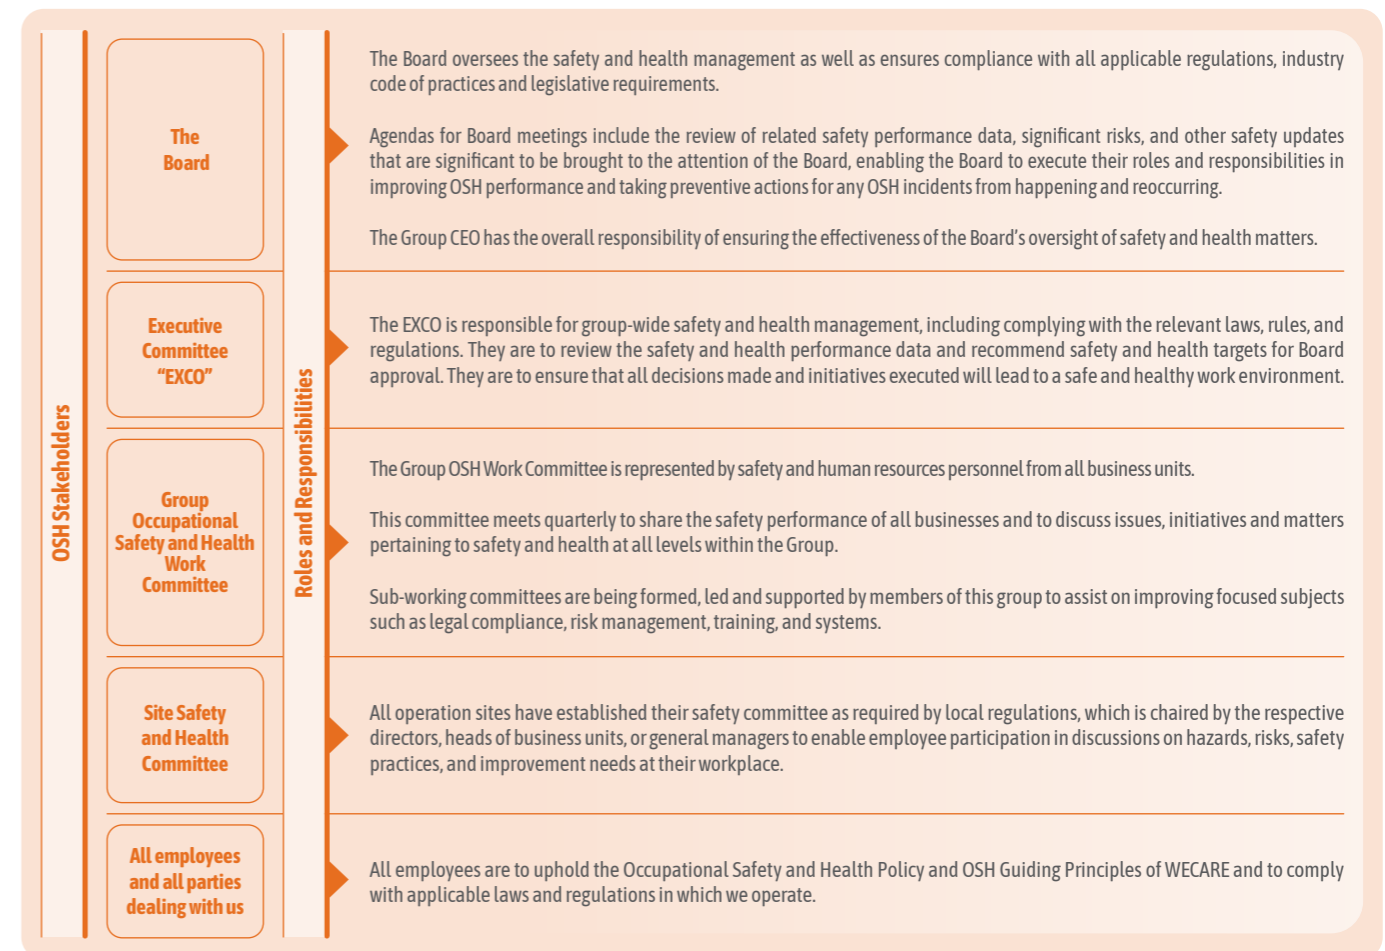 OSH Stakeholders
Roles and Responsibilities
The
Board
The Board oversees the safety and health management as well as ensures compliance with all applicable regulations, industry
code of practices and legislative requirements.
Agendas for Board meetings include the review of related safety performance data, significant risks, and other safety updates
that are significant to be brought to the attention of the Board, enabling the Board to execute their roles and responsibilities in
improving OSH performance and taking preventive actions for any OSH incidents from happening and reoccurring.
The Group CEO has the overall responsibility of ensuring the effectiveness of the Board's oversight of safety and health matters.
Executive
Committee
“EXCO”
The EXCO is responsible for group-wide safety and health management, including complying with the relevant laws, rules, and
regulations. They are to review the safety and health performance data and recommend safety and health targets for Board
approval. They are to ensure that all decisions made and initiatives executed will lead to a safe and healthy work environment.
Group
Occupational
Safety and Health
Work
Committee
The Group OSH Work Committee is represented by safety and human resources personnel from all business units.
This committee meets quarterly to share the safety performance of all businesses and to discuss issues, initiatives and matters
pertaining to safety and health at all levels within the Group.
Sub-working committees are being formed, led and supported by members of this group to assist on improving focused subjects
such as legal compliance, risk management, training, and systems.
Site Safety
and Health
Committee
All operation sites have established their safety committee as required by local regulations, which is chaired by the respective
directors, heads of business units, or general managers to enable employee participation in discussions on hazards, risks, safety
practices, and improvement needs at their workplace.
All employees
and all parties
dealing with us
All employees are to uphold the Occupational Safety and Health Policy and OSH Guiding Principles of WECARE and to comply
with applicable laws and regulations in which we operate.